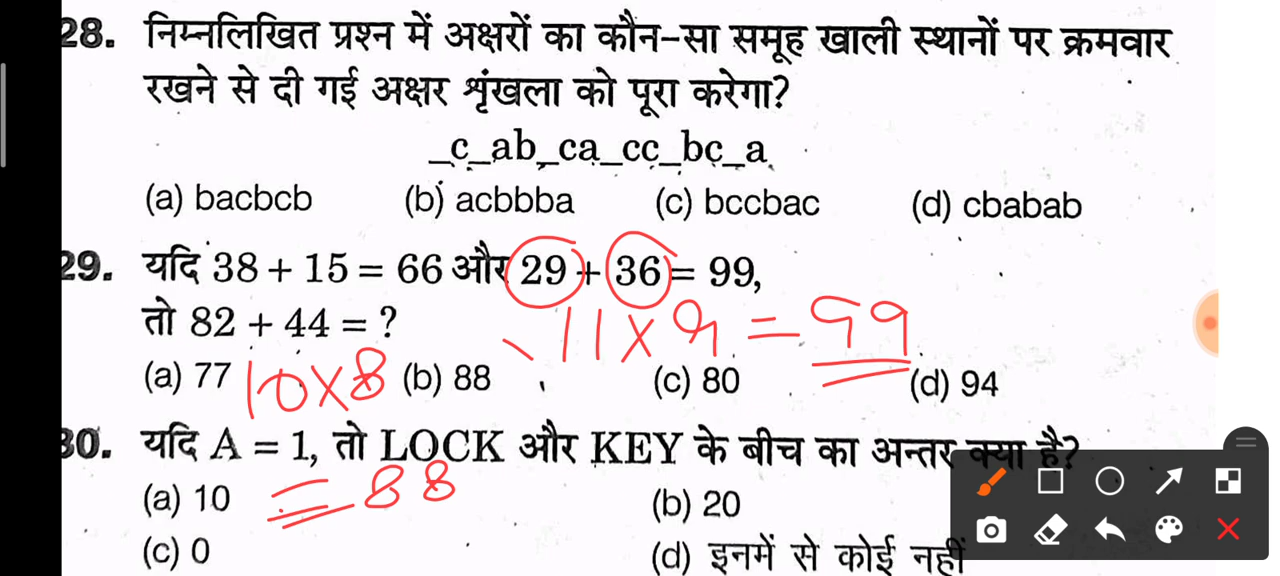 28. निम्नलिखित प्रश्न में अक्षरों का कौन-सा समूह खाली स्थानों पर क्रमवार
रखने से दी गई अक्षर शृंखला को पूरा करेगा?
_c_ab_ca_cc_bc_a
(a) bacbcb (b) acbbba (c) bccbac (d) cbabab
29. यदि 38 + 15 = 66 और 29 + 36 = 99,
तो 82 + 44 = ?
11 x 9 = 99
(a) 77 (b) 88 (c) 80 (d) 94
10 x 8
30. यदि A = 1, तो LOCK और KEY के बीच का अन्तर क्या है?
= 88
(a) 10 (b) 20
(c) 0 (d) इनमें से कोई नहीं